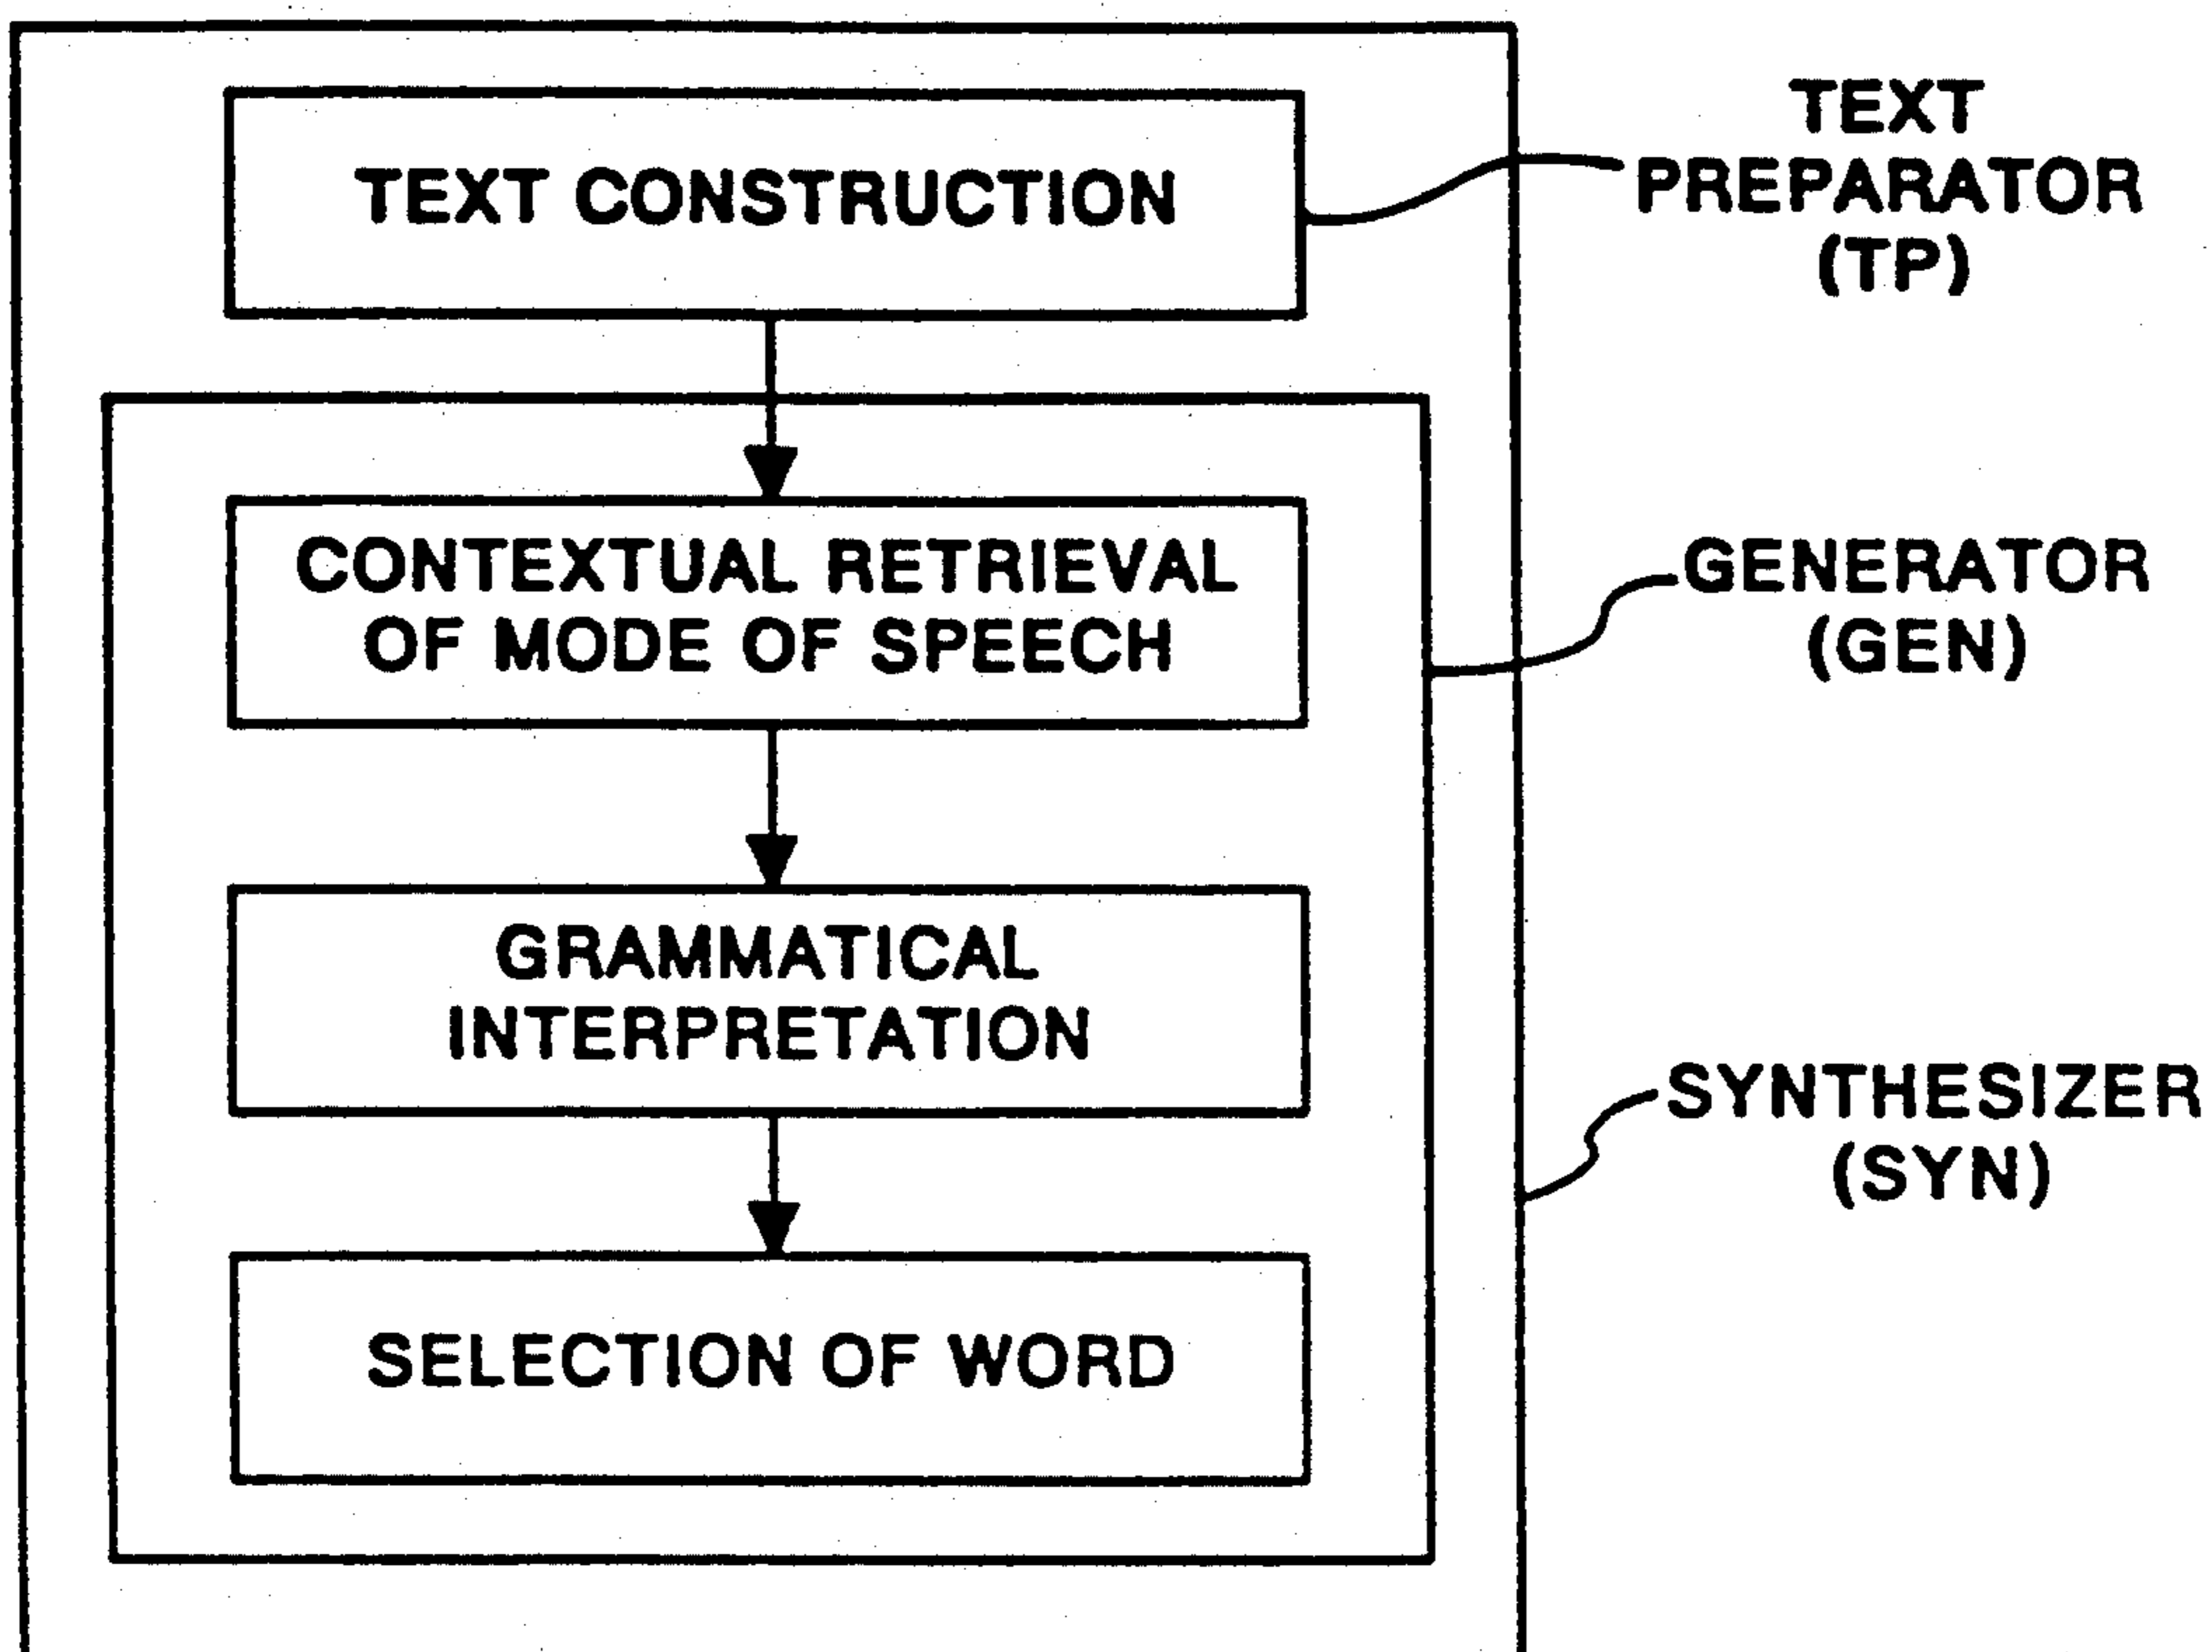 TEXT CONSTRUCTION
TEXT
PREPARATOR
(TP)
CONTEXTUAL RETRIEVAL
OF MODE OF SPEECH
GENERATOR
(GEN)
GRAMMATICAL
INTERPRETATION
SYNTHESIZER
(SYN)
SELECTION OF WORD